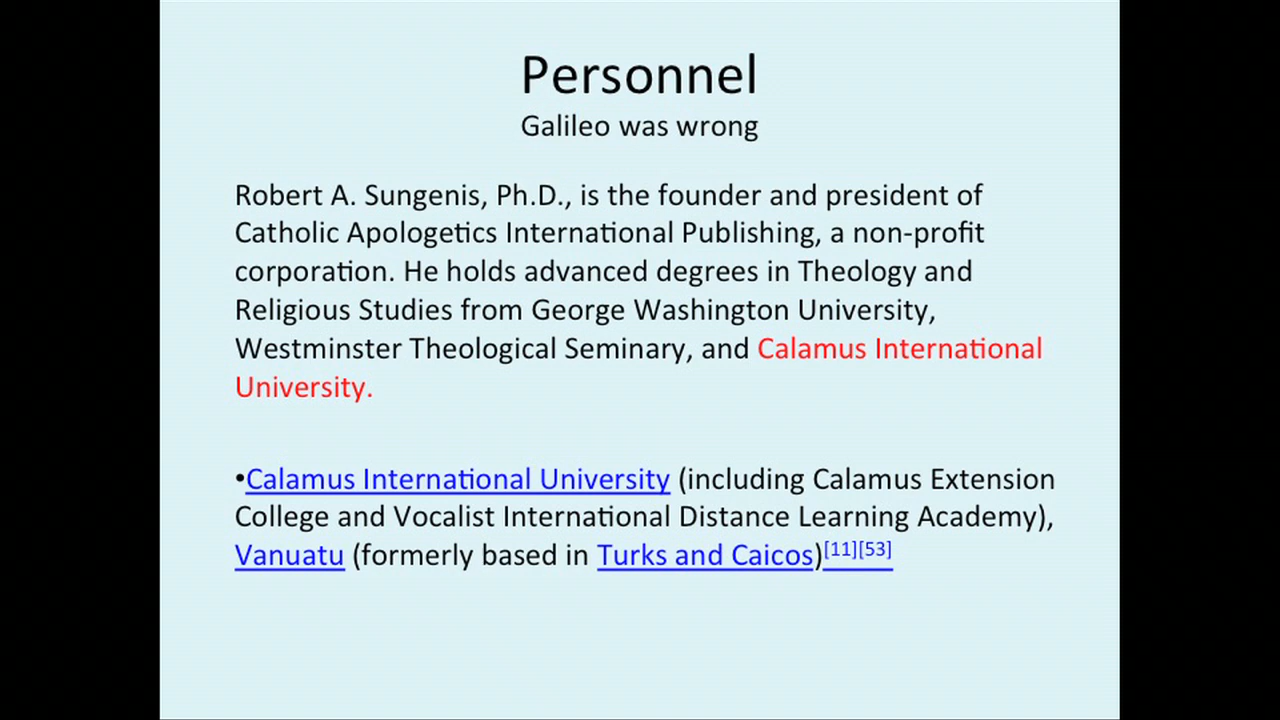 Personnel
Galileo was wrong
Robert A. Sungenis, Ph.D., is the founder and president of
Catholic Apologetics International Publishing, a non-profit
corporation. He holds advanced degrees in Theology and
Religious Studies from George Washington University,
Westminster Theological Seminary, and Calamus International
University.
•Calamus International University (including Calamus Extension
College and Vocalist International Distance Learning Academy),
Vanuatu (formerly based in Turks and Caicos)[11][53]